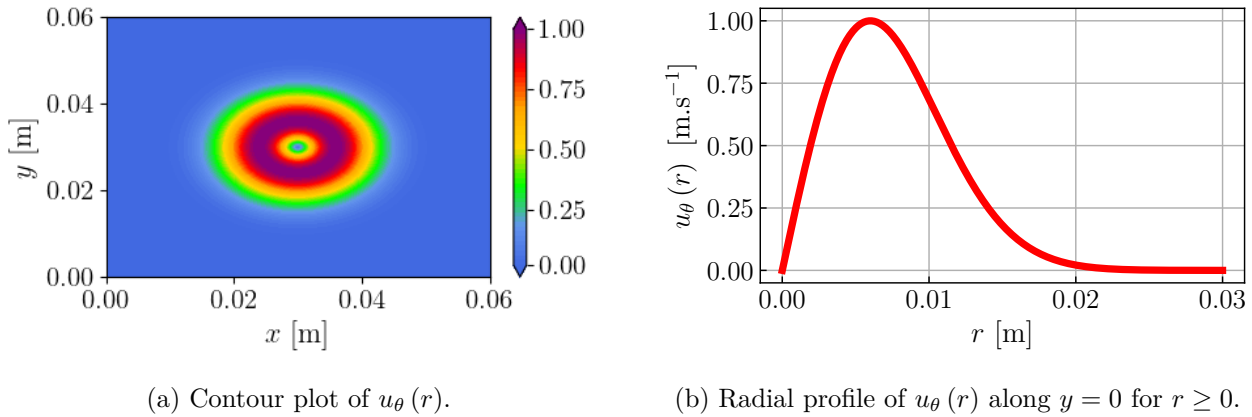 0.06
0.04
0.02
0.00
y [m]
0.00 0.02 0.04 0.06
x [m]
1.00
0.75
0.50
0.25
0.00
(a) Contour plot of u_θ (r).
1.00
0.75
0.50
0.25
0.00
u_θ (r) [m.s⁻¹]
0.00 0.01 0.02 0.03
r [m]
(b) Radial profile of u_θ (r) along y = 0 for r ≥ 0.